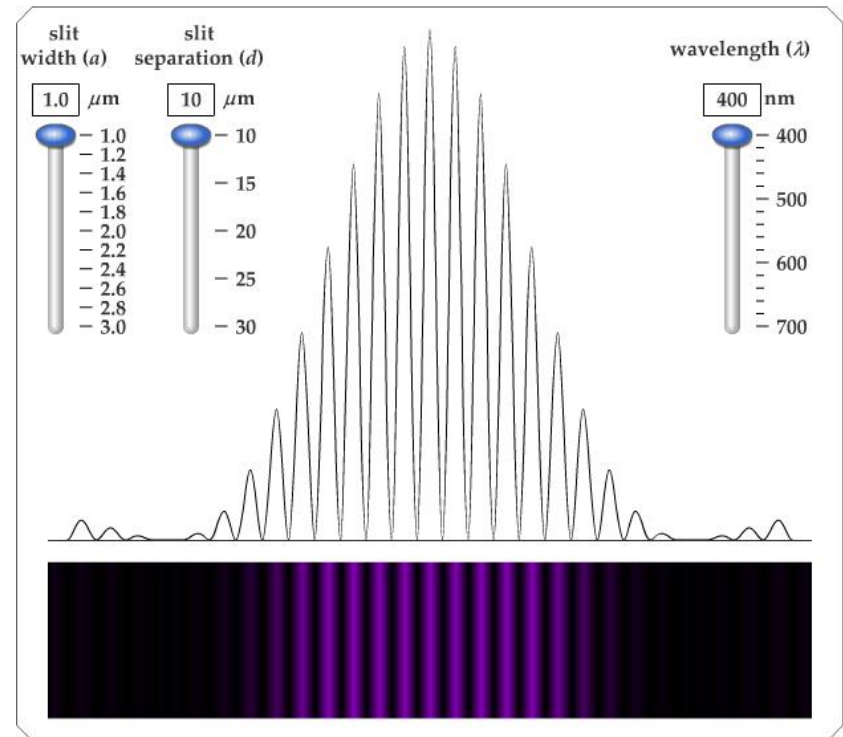 slit
width (a)
slit
separation (d)
wavelength (λ)
1.0 μm
10 μm
400 nm
1.0
1.2
1.4
1.6
1.8
2.0
2.2
2.4
2.6
2.8
3.0
10
15
20
25
30
400
500
600
700